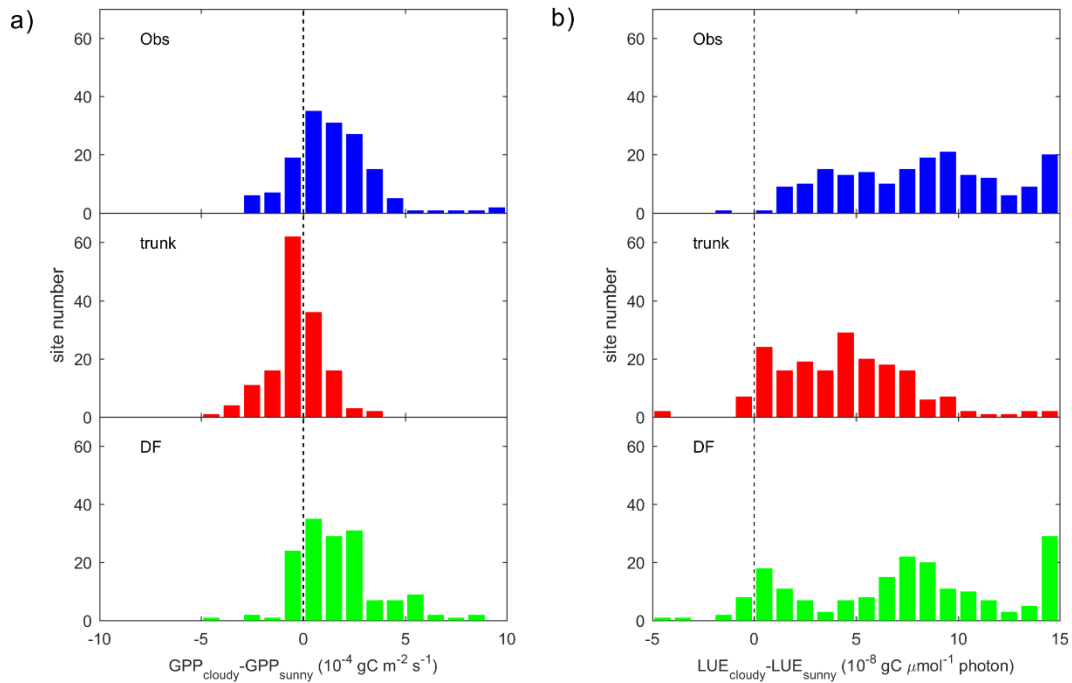 a)
Obs
60
40
20
0
trunk
60
40
20
0
site number
DF
60
40
20
0
-10 -5 0 5 10
GPPcloudy-GPPsunny (10-4 gC m-2 s-1)
b)
Obs
60
40
20
0
trunk
60
40
20
0
site number
DF
60
40
20
0
-5 0 5 10 15
LUEcloudy-LUEsunny (10-8 gC μmol-1 photon)